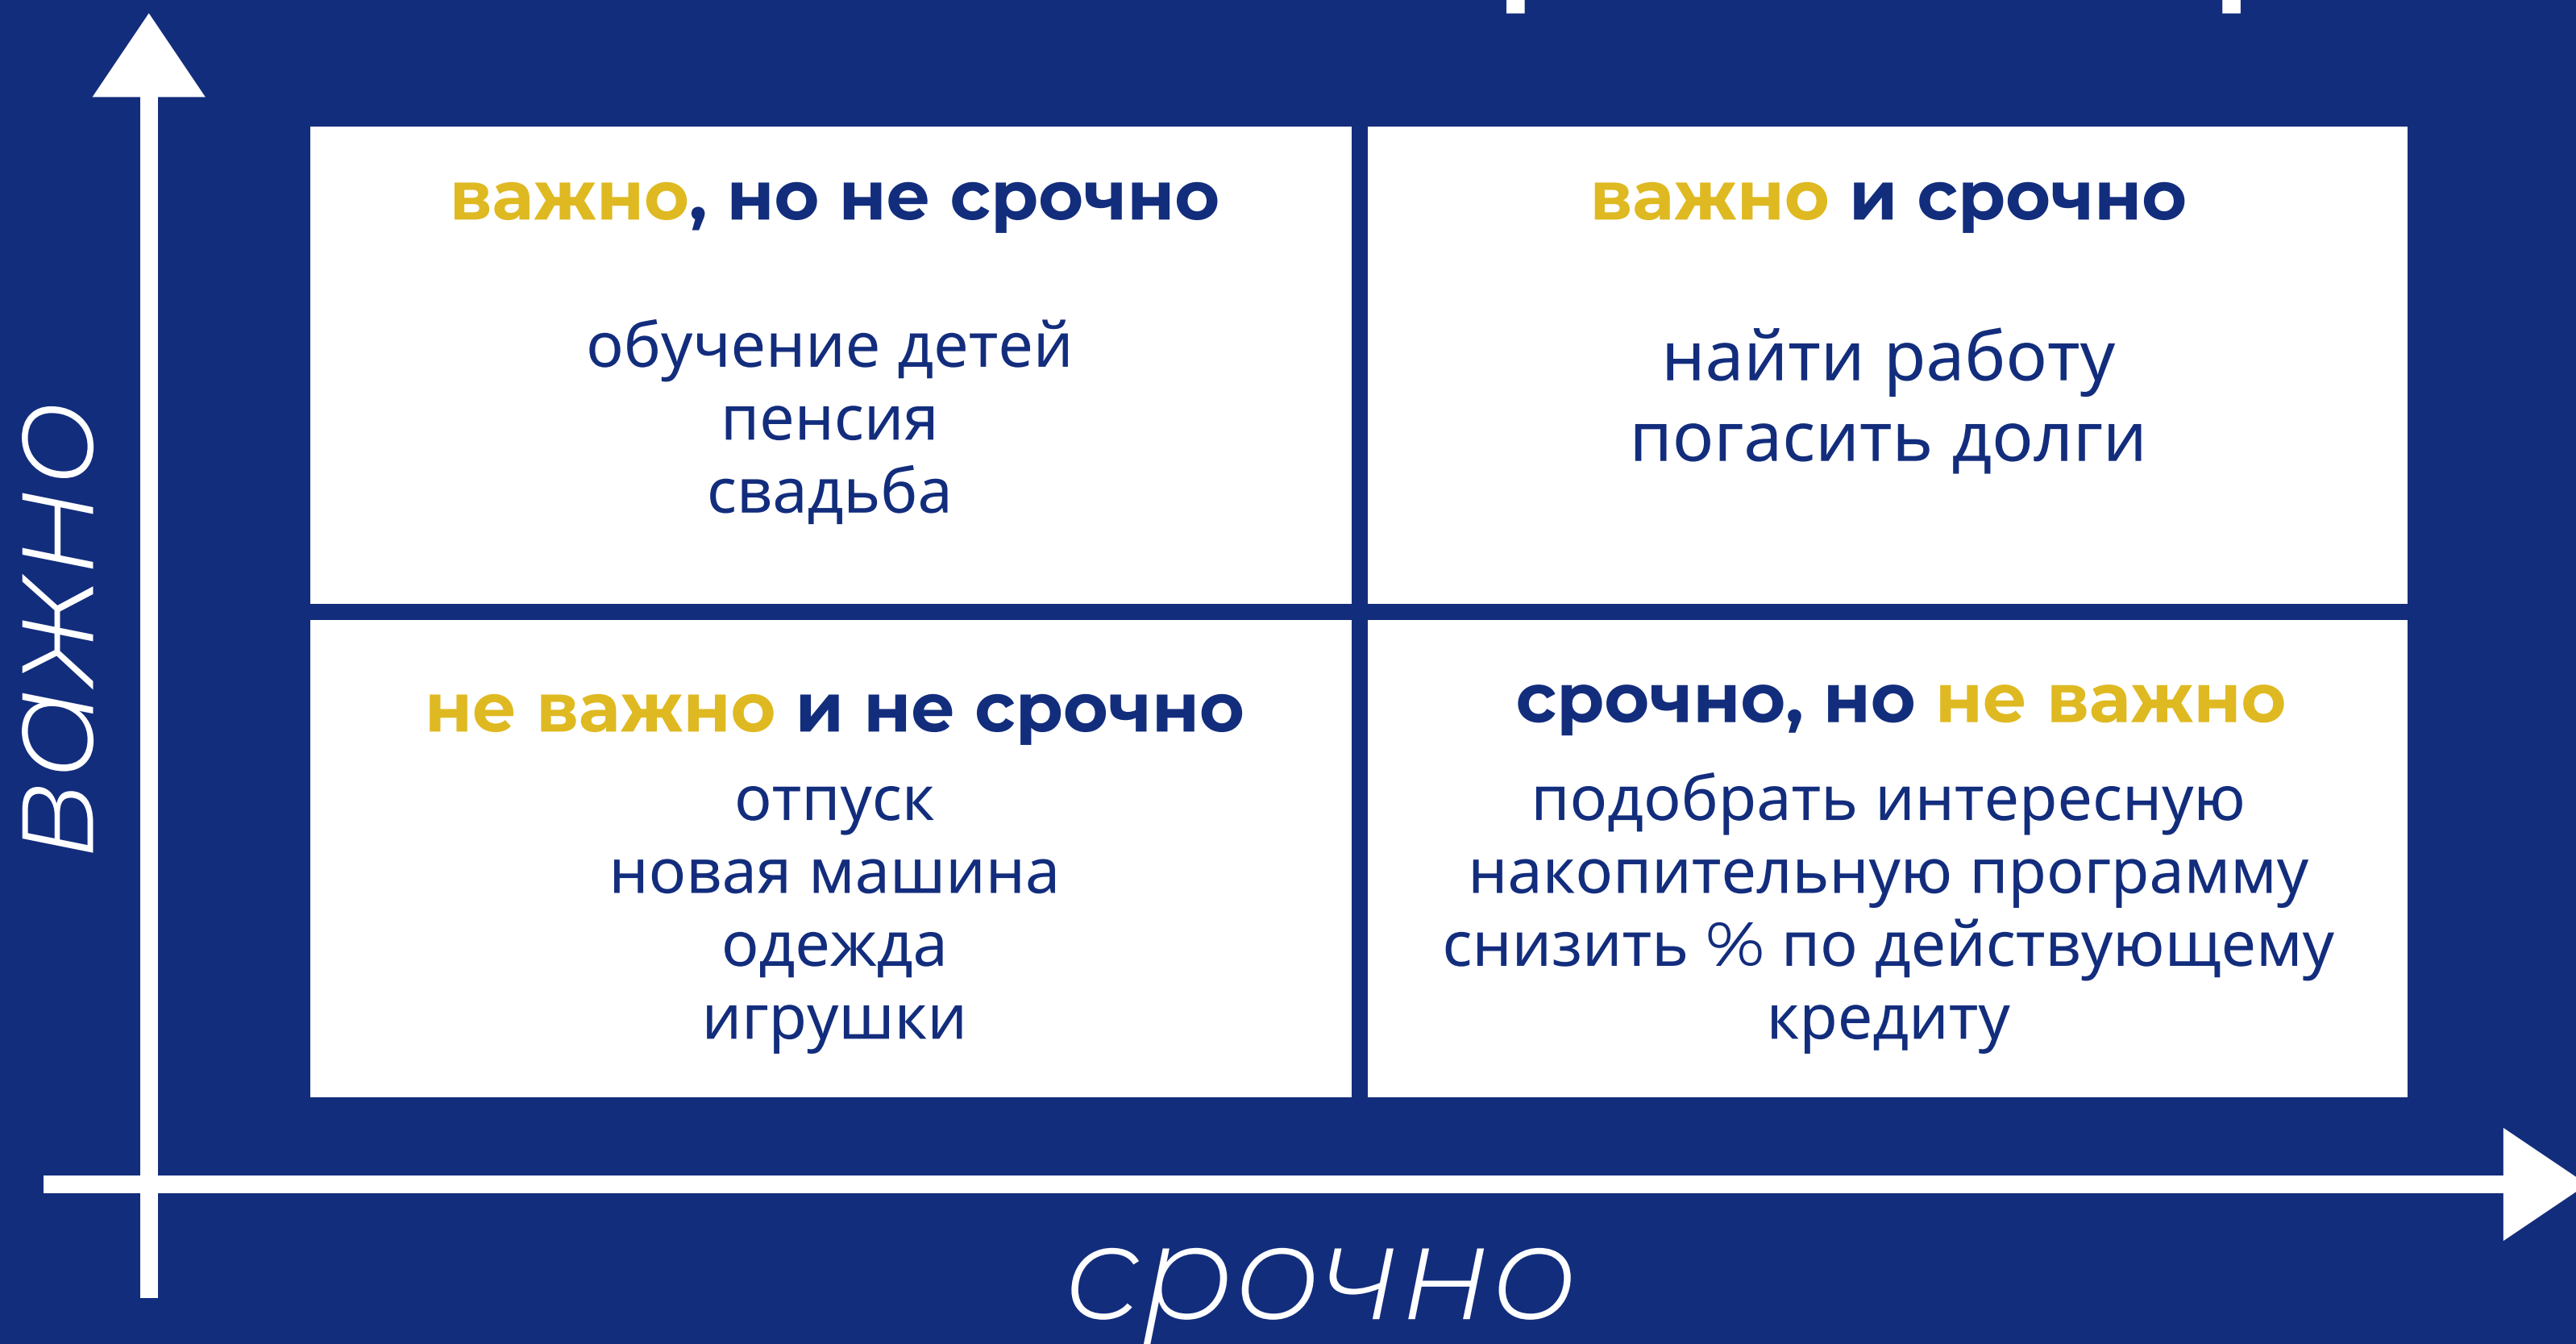 важно, но не срочно
обучение детей
пенсия
свадьба
важно и срочно
найти работу
погасить долги
не важно и не срочно
отпуск
новая машина
одежда
игрушки
срочно, но не важно
подобрать интересную
накопительную программу
снизить % по действующему
кредиту
важно
срочно